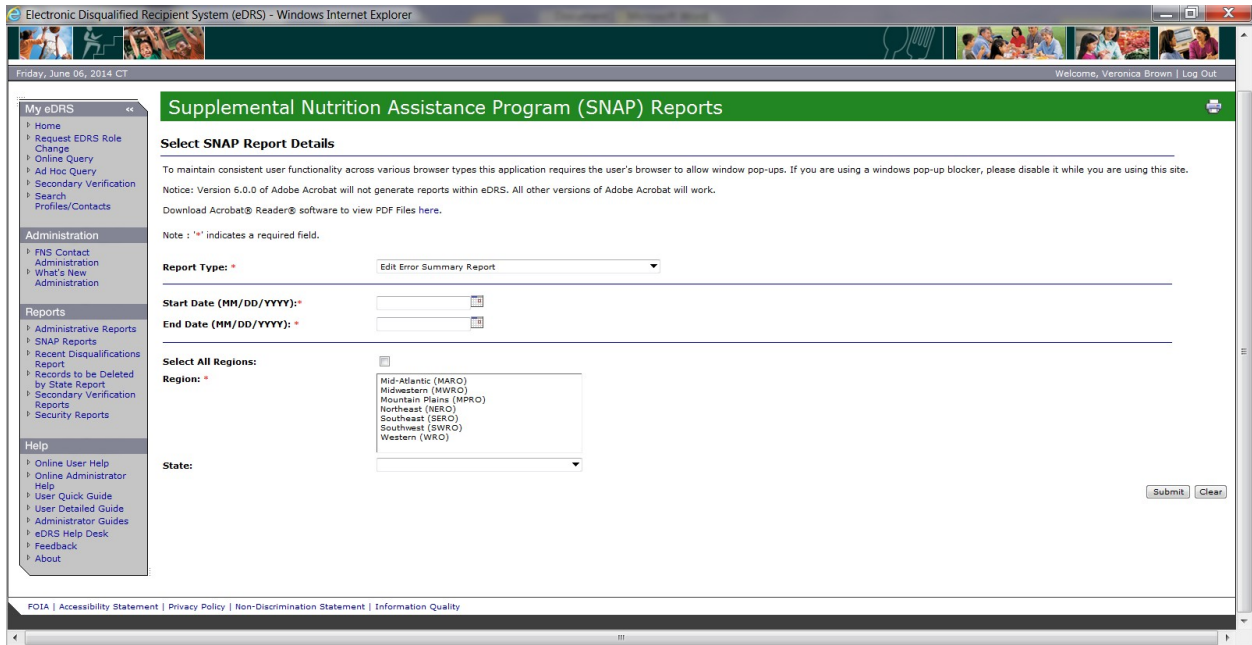 Electronic Disqualified Recipient System (eDRS) - Windows Internet Explorer
Friday, June 06, 2014 CT
Welcome, Veronica Brown | Log Out
My eDRS «
Home
Request EDRS Role
Change
Online Query
Ad Hoc Query
Secondary Verification
Search
Profiles/Contacts
Administration
FNS Contact
Administration
What's New
Administration
Reports
Administrative Reports
SNAP Reports
Recent Disqualifications
Report
Records to be Deleted
by State Report
Secondary Verification
Reports
Security Reports
Help
Online User Help
Online Administrator
Help
User Quick Guide
User Detailed Guide
Administrator Guides
eDRS Help Desk
Feedback
About
Supplemental Nutrition Assistance Program (SNAP) Reports
Select SNAP Report Details
To maintain consistent user functionality across various browser types this application requires the user's browser to allow window pop-ups. If you are using a windows pop-up blocker, please disable it while you are using this site.
Notice: Version 6.0.0 of Adobe Acrobat will not generate reports within eDRS. All other versions of Adobe Acrobat will work.
Download Acrobat® Reader® software to view PDF Files here.
Note : '*' indicates a required field.
Report Type: * Edit Error Summary Report
Start Date (MM/DD/YYYY):*
End Date (MM/DD/YYYY): *
Select All Regions:
Region: *
Mid-Atlantic (MARO)
Midwestern (MWRO)
Mountain Plains (MPRO)
Northeast (NERO)
Southeast (SERO)
Southwest (SWRO)
Western (WRO)
State:
Submit Clear
FOIA | Accessibility Statement | Privacy Policy | Non-Discrimination Statement | Information Quality